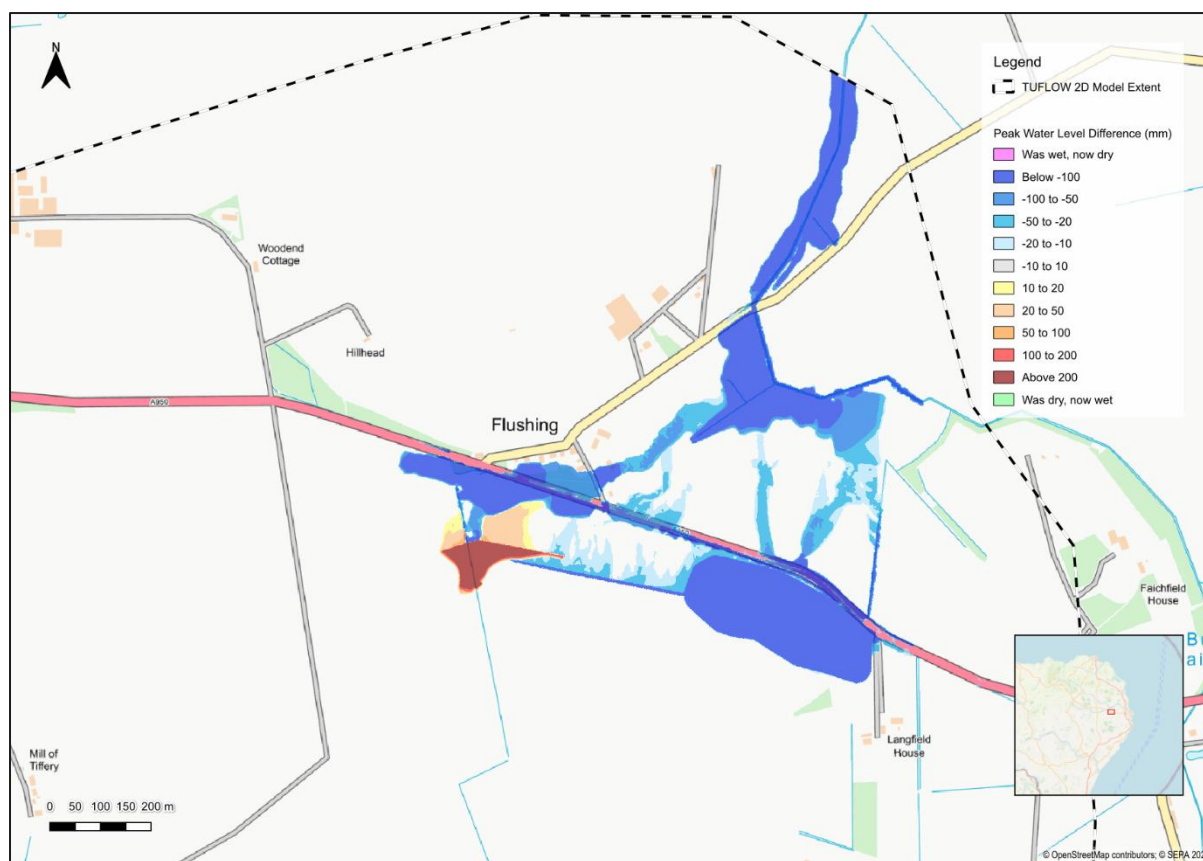 N
Legend
TUFLOW 2D Model Extent
Peak Water Level Difference (mm)
Was wet, now dry
Below -100
-100 to -50
-50 to -20
-20 to -10
-10 to 10
10 to 20
20 to 50
50 to 100
100 to 200
Above 200
Was dry, now wet
Woodend
Cottage
Hillhead
A950
Flushing
Faichfield
House
Langfield
House
Mill of
Tiffery
0 50 100 150 200 m
© OpenStreetMap contributors; © SEPA